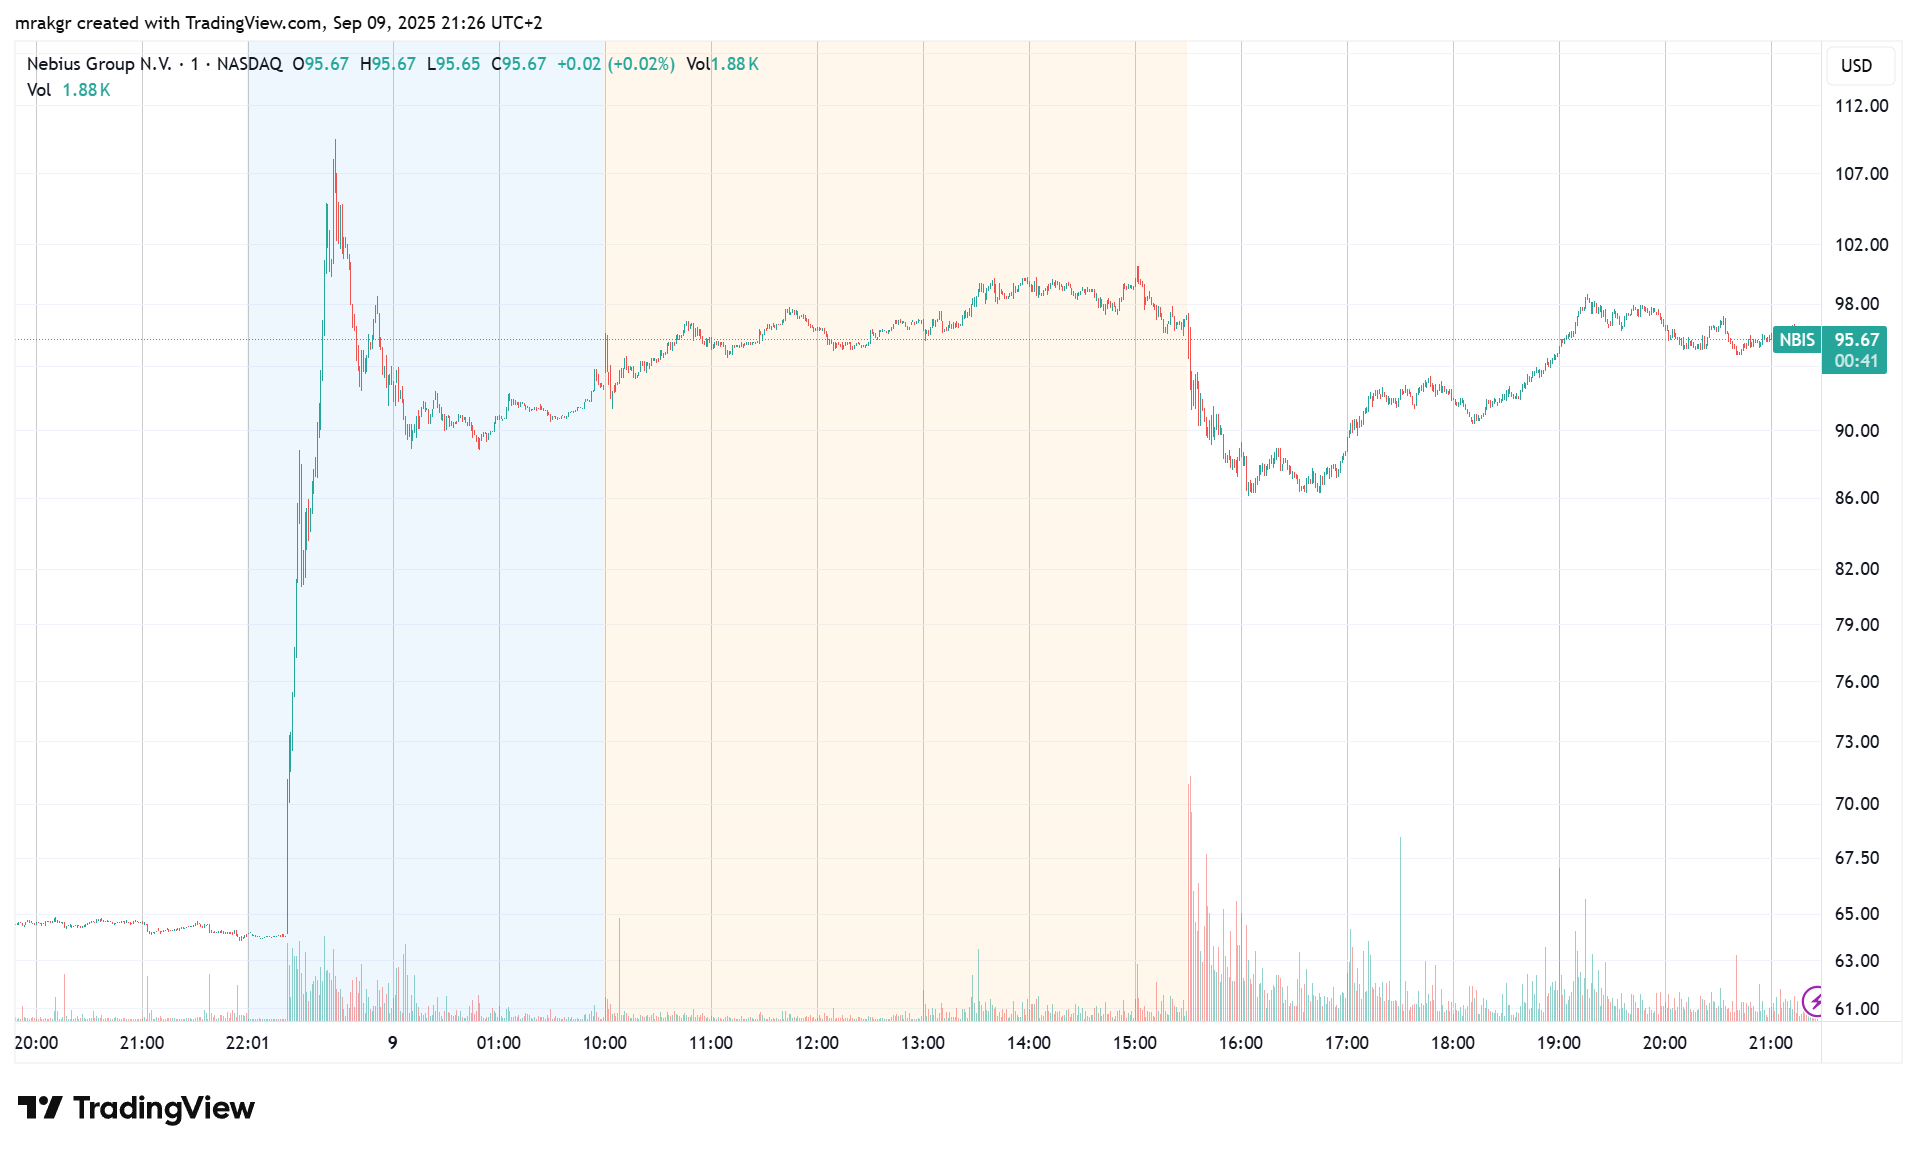 mrakgr created with TradingView.com, Sep 09, 2025 21:26 UTC+2
Nebius Group N.V. · 1 · NASDAQ O95.67 H95.67 L95.65 C95.67 +0.02 (+0.02%) Vol1.88 K
Vol 1.88 K
USD
112.00
107.00
102.00
98.00
NBIS 95.67
00:41
90.00
86.00
82.00
79.00
76.00
73.00
70.00
67.50
65.00
63.00
61.00
20:00 21:00 22:01 9 01:00 10:00 11:00 12:00 13:00 14:00 15:00 16:00 17:00 18:00 19:00 20:00 21:00
TradingView